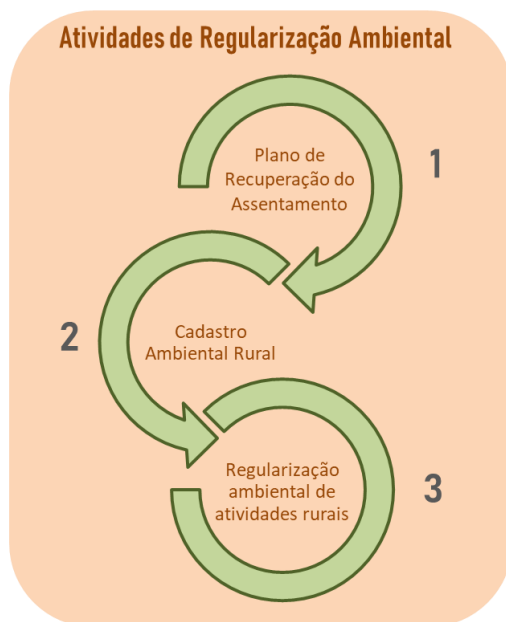 Atividades de Regularização Ambiental
1
Plano de
Recuperação do
Assentamento
2
Cadastro
Ambiental Rural
3
Regularização
ambiental de
atividades rurais